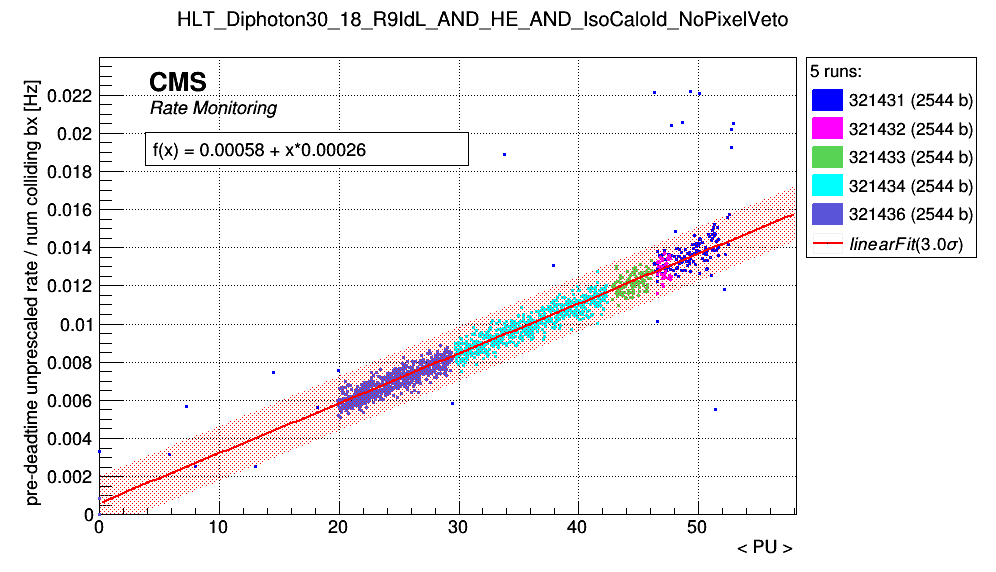 HLT_Diphoton30_18_R9IdL_AND_HE_AND_IsoCaloId_NoPixelVeto
CMS
Rate Monitoring
f(x) = 0.00058 + x*0.00026
pre-deadtime unprescaled rate / num colliding bx [Hz]
0.022
0.02
0.018
0.016
0.014
0.012
0.01
0.008
0.006
0.004
0.002
0
0 10 20 30 40 50
< PU >
5 runs:
321431 (2544 b)
321432 (2544 b)
321433 (2544 b)
321434 (2544 b)
321436 (2544 b)
linearFit(3.0σ)